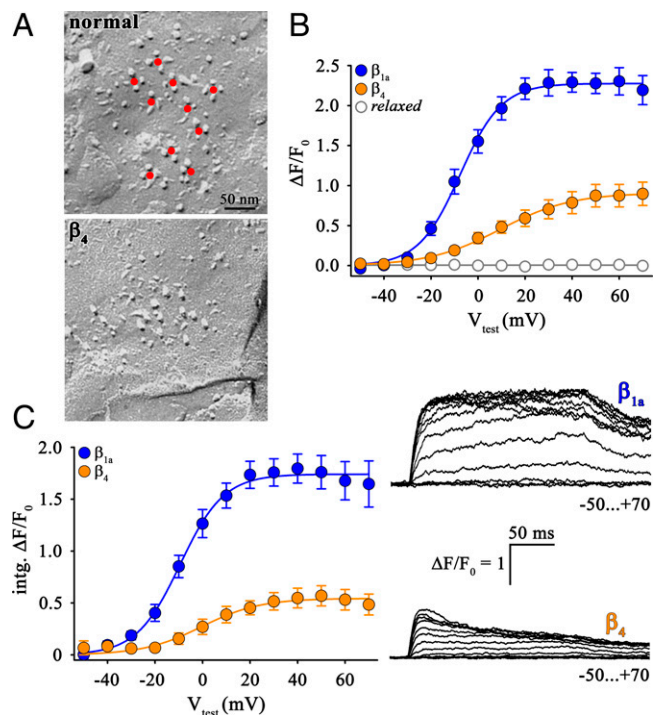 A
normal
50 nm
β4
B
β1a
β4
relaxed
ΔF/F0
2.5
2.0
1.5
1.0
0.5
0.0
-40 -20 0 20 40 60
Vtest (mV)
C
β1a
β4
intg. ΔF/F0
2.0
1.0
1.5
0.5
0
-40 -20 0 20 40 60
Vtest (mV)
β1a
-50...+70
50 ms
ΔF/F0 = 1
β4
-50...+70